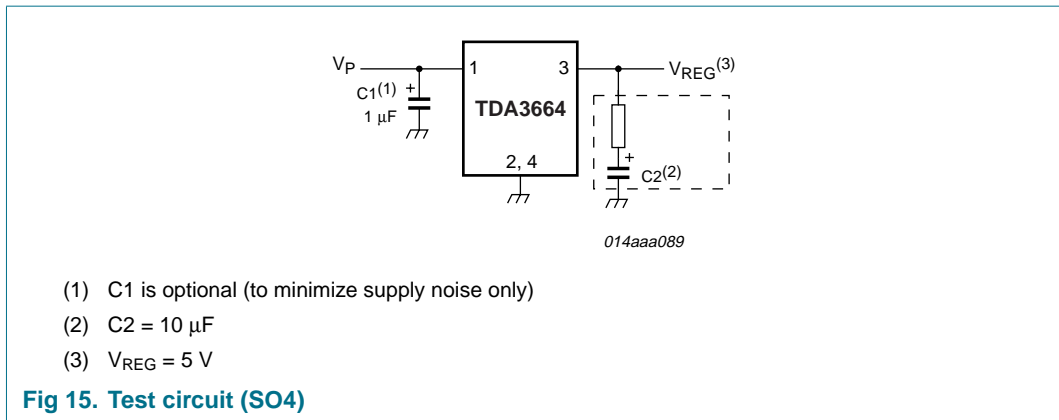 VP
1
3
VREG(3)
C1(1) +
1 μF
TDA3664
2, 4
+
C2(2)
014aaa089
(1) C1 is optional (to minimize supply noise only)
(2) C2 = 10 μF
(3) VREG = 5 V
Fig 15. Test circuit (SO4)